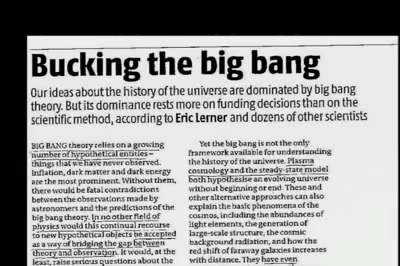 Bucking the big bang
Our ideas about the history of the universe are dominated by big bang
theory. But its dominance rests more on funding decisions than on the
scientific method, according to Eric Lerner and dozens of other scientists
BIG BANG theory relies on a growing
number of hypothetical entities –
things that we have never observed.
Inflation, dark matter and dark energy
are the most prominent. Without them,
there would be fatal contradictions
between the observations made by
astronomers and the predictions of the
big bang theory. In no other field of
physics would this continual recourse
to new hypothetical objects be accepted
as a way of bridging the gap between
theory and observation. It would, at the
least, raise serious questions about the
Yet the big bang is not the only
framework available for understanding
the history of the universe. Plasma
cosmology and the steady-state model
both hypothesise an evolving universe
without beginning or end. These and
other alternative approaches can also
explain the basic phenomena of the
cosmos, including the abundances of
light elements, the generation of
large-scale structure, the cosmic
background radiation, and how the
red shift of faraway galaxies increases
with distance. They have even